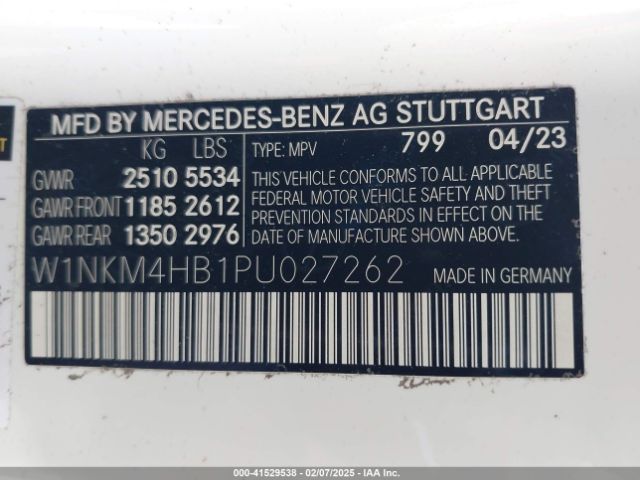 MFD BY MERCEDES-BENZ AG STUTTGART
KG LBS TYPE: MPV 799 04/23
GVWR 2510 5534
GAWR FRONT 1185 2612
GAWR REAR 1350 2976
THIS VEHICLE CONFORMS TO ALL APPLICABLE
FEDERAL MOTOR VEHICLE SAFETY AND THEFT
PREVENTION STANDARDS IN EFFECT ON THE
DATE OF MANUFACTURE SHOWN ABOVE.
W1NKM4HB1PU027262 MADE IN GERMANY
000-41529538 - 02/07/2025 - IAA, Inc.